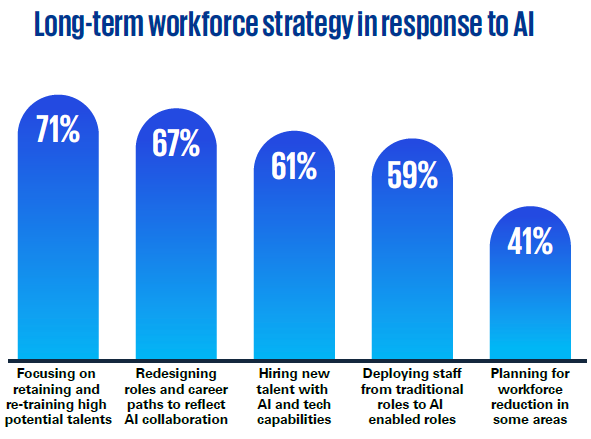 Long-term workforce strategy in response to AI
71%
67%
61%
59%
41%
Focusing on
retaining and
re-training high
potential talents
Redesigning
roles and career
paths to reflect
AI collaboration
Hiring new
talent with
AI and tech
capabilities
Deploying staff
from traditional
roles to AI
enabled roles
Planning for
workforce
reduction in
some areas